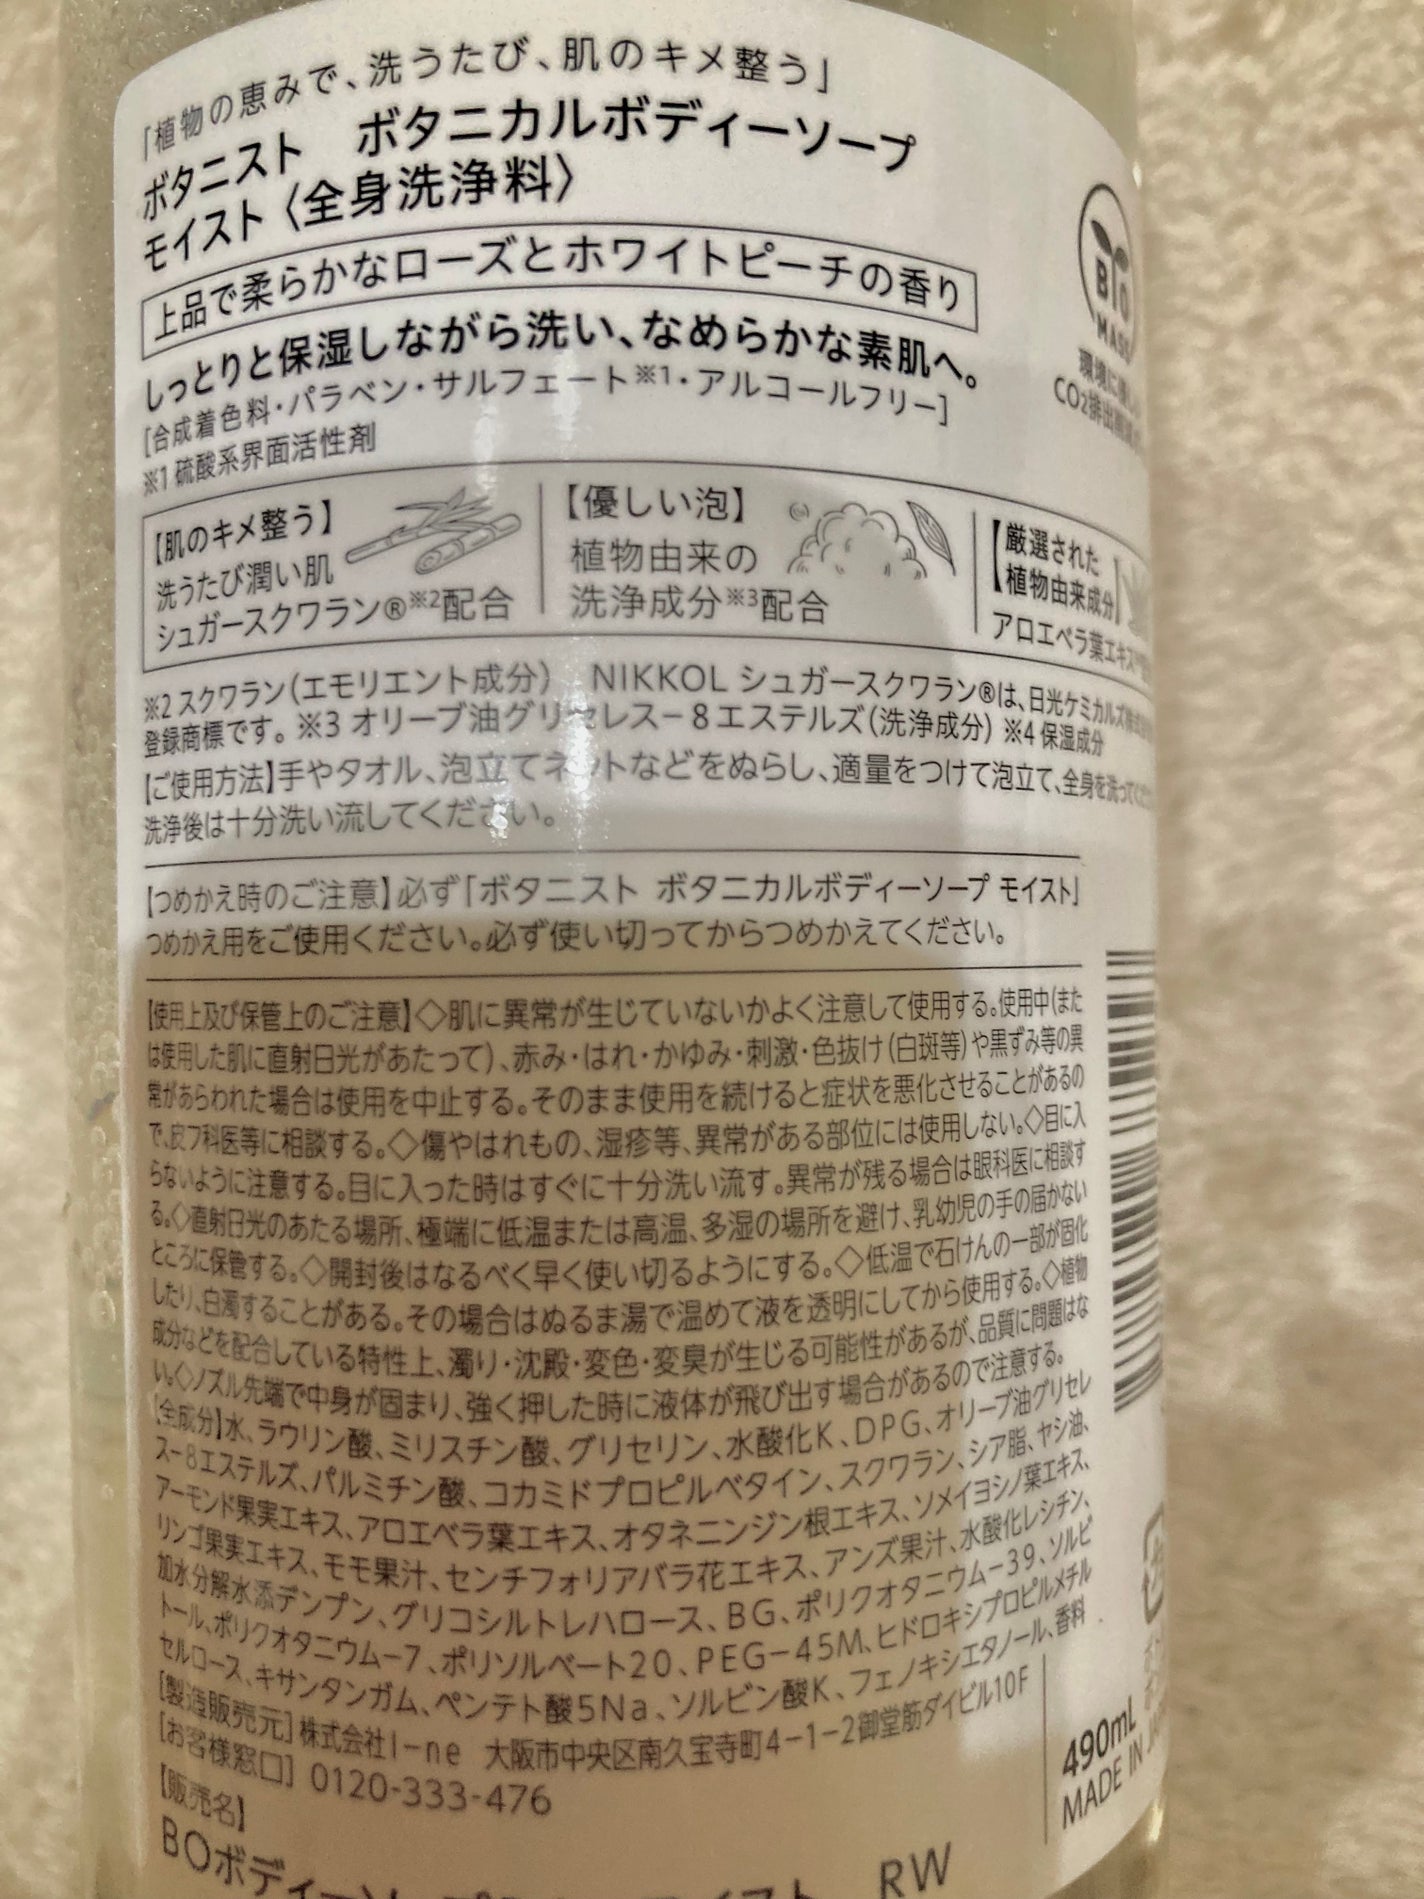 「植物の恵みで、洗うたび、肌のキメ整う」
ボタニスト　ボタニカルボディーソープ
モイスト〈全身洗浄料〉
上品で柔らかなローズとホワイトピーチの香り
しっとりと保湿しながら洗い、なめらかな素肌へ。
[合成着色料・パラベン・サルフェート※1・アルコールフリー]
※1 硫酸系界面活性剤
BIO
環境に優し
CO2排出
【肌のキメ整う】
洗うたび潤い肌
シュガースクワラン®※2配合
【優しい泡】
植物由来の
洗浄成分※3配合
【厳選された
植物由来成分】
アロエベラ葉エキス
※2 スクワラン(エモリエント成分)　NIKKOL シュガースクワラン®は、日光ケミカルズ
登録商標です。※3 オリーブ油グリセレス－8エステルズ(洗浄成分) ※4 保湿成分
【ご使用方法】手やタオル、泡立てネットなどをぬらし、適量をつけて泡立て、全身を洗って
洗浄後は十分洗い流してください。
【つめかえ時のご注意】必ず「ボタニスト ボタニカルボディーソープ モイスト」
つめかえ用をご使用ください。必ず使い切ってからつめかえてください。
【使用上及び保管上のご注意】◇肌に異常が生じていないかよく注意して使用する。使用中(また
は使用した肌に直射日光があたって)、赤み・はれ・かゆみ・刺激・色抜け(白斑等)や黒ずみ等の異
常があらわれた場合は使用を中止する。そのまま使用を続けると症状を悪化させることがあるの
で、皮フ科医等に相談する。◇傷やはれもの、湿疹等、異常がある部位には使用しない。◇目に入
らないように注意する。目に入った時はすぐに十分洗い流す。異常が残る場合は眼科医に相談す
る。◇直射日光のあたる場所、極端に低温または高温、多湿の場所を避け、乳幼児の手の届かない
ところに保管する。◇開封後はなるべく早く使い切るようにする。◇低温で石けんの一部が固化
したり、白濁することがある。その場合はぬるま湯で温めて液を透明にしてから使用する。◇植物
成分などを配合している特性上、濁り・沈殿・変色・変臭が生じる可能性があるが、品質に問題はな
い。◇ノズル先端で中身が固まり、強く押した時に液体が飛び出す場合があるので注意する。
【全成分】水、ラウリン酸、ミリスチン酸、グリセリン、水酸化K、DPG、オリーブ油グリセレ
ス－8エステルズ、パルミチン酸、コカミドプロピルベタイン、スクワラン、シア脂、ヤシ油、
アーモンド果実エキス、アロエベラ葉エキス、オタネニンジン根エキス、ソメイヨシノ葉エキス、
リンゴ果実エキス、モモ果汁、センチフォリアバラ花エキス、アンズ果汁、水酸化レシチン、
加水分解水添デンプン、グリコシルトレハロース、BG、ポリクオタニウム－39、ソルビ
トール、ポリクオタニウム－7、ポリソルベート20、PEG－45M、ヒドロキシプロピルメチル
セルロース、キサンタンガム、ペンテト酸5Na、ソルビン酸K、フェノキシエタノール、香料
[製造販売元] 株式会社I-ne　大阪市中央区南久宝寺町4－1－2御堂筋ダイビル10F
[お客様窓口] 0120-333-476
【販売名】
BOボディーソープ　RW
490mL
MADE IN